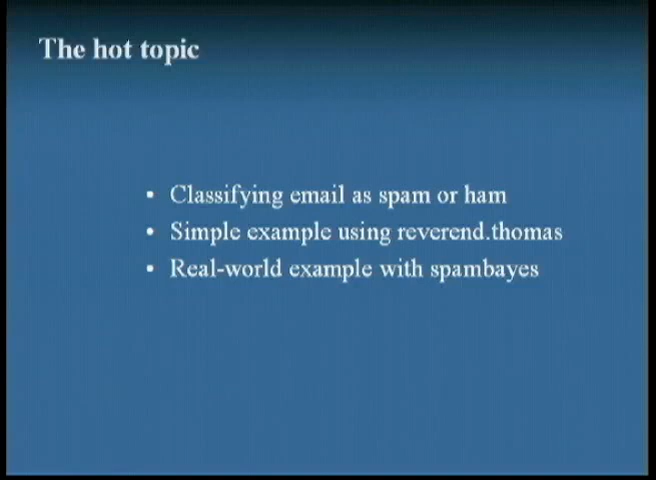 The hot topic
• Classifying email as spam or ham
• Simple example using reverend.thomas
• Real-world example with spambayes